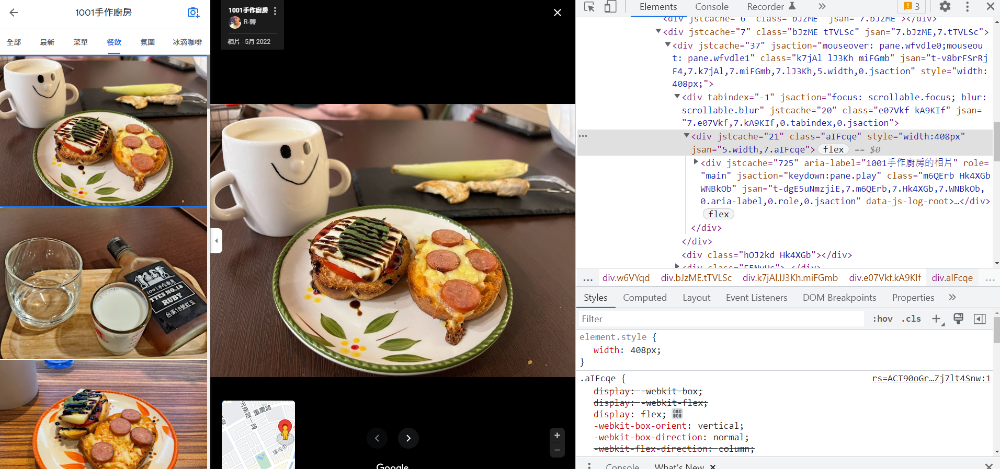 1001手作廚房
全部
最新
菜單
餐飲
氛圍
冰滴咖啡
1001手作廚房
TTES NO.18
RUBY
台茶18號紅玉
1001手作廚房
R-轉
相片 - 5月 2022
河南路一段
重慶路
漢成街
Google
Elements
Console
Recorder
3
<div jstcache="6" class="bJzME" jsan="7.bJzME"></div>
<div jstcache="7" class="bJzME tTVLSc" jsan="7.bJzME,7.tTVLSc">
<div jstcache="37" jsaction="mouseover: pane.wfvdle0;mouseou
t: pane.wfvdle1" class="k7jAl lJ3Kh miFGmb" jsan="t-v8brFSrRj
F4,7.k7jAl,7.miFGmb,7.lJ3Kh,5.width,0.jsaction" style="width:
408px;">
<div tabindex="-1" jsaction="focus: scrollable.focus; blur:
scrollable.blur" jstcache="20" class="e07Vkf kA9KIf" jsan=
"7.e07Vkf,7.kA9KIf,0.tabindex,0.jsaction">
<div jstcache="21" class="aIFcqe" style="width:408px"
jsan="5.width,7.aIFcqe"> flex == $0
<div jstcache="725" aria-label="1001手作廚房的相片" role=
"main" jsaction="keydown:pane.play" class="m6QErb Hk4XGb
WNBkOb" jsan="t-dgE5uNmzjiE,7.m6QErb,7.Hk4XGb,7.WNBkOb,
0.aria-label,0.role,0.jsaction" data-js-log-root>…</div>
flex
</div>
</div>
<div class="hOJ2kd Hk4XGb"></div>
… div.w6VYqd div.bJzME.tTVLSc div.k7jAl.lJ3Kh.miFGmb div.e07Vkf.kA9KIf div.aIFcqe …
Styles
Computed
Layout
Event Listeners
DOM Breakpoints
Properties
Filter
:hov .cls
element.style {
width: 408px;
}
.aIFcqe {
rs=ACT90oGr…Zj7lt4Snw:1
display: -webkit-box;
display: -webkit-flex;
display: flex;
-webkit-box-orient: vertical;
-webkit-box-direction: normal;
-webkit-flex-direction: column;
Console
What's New